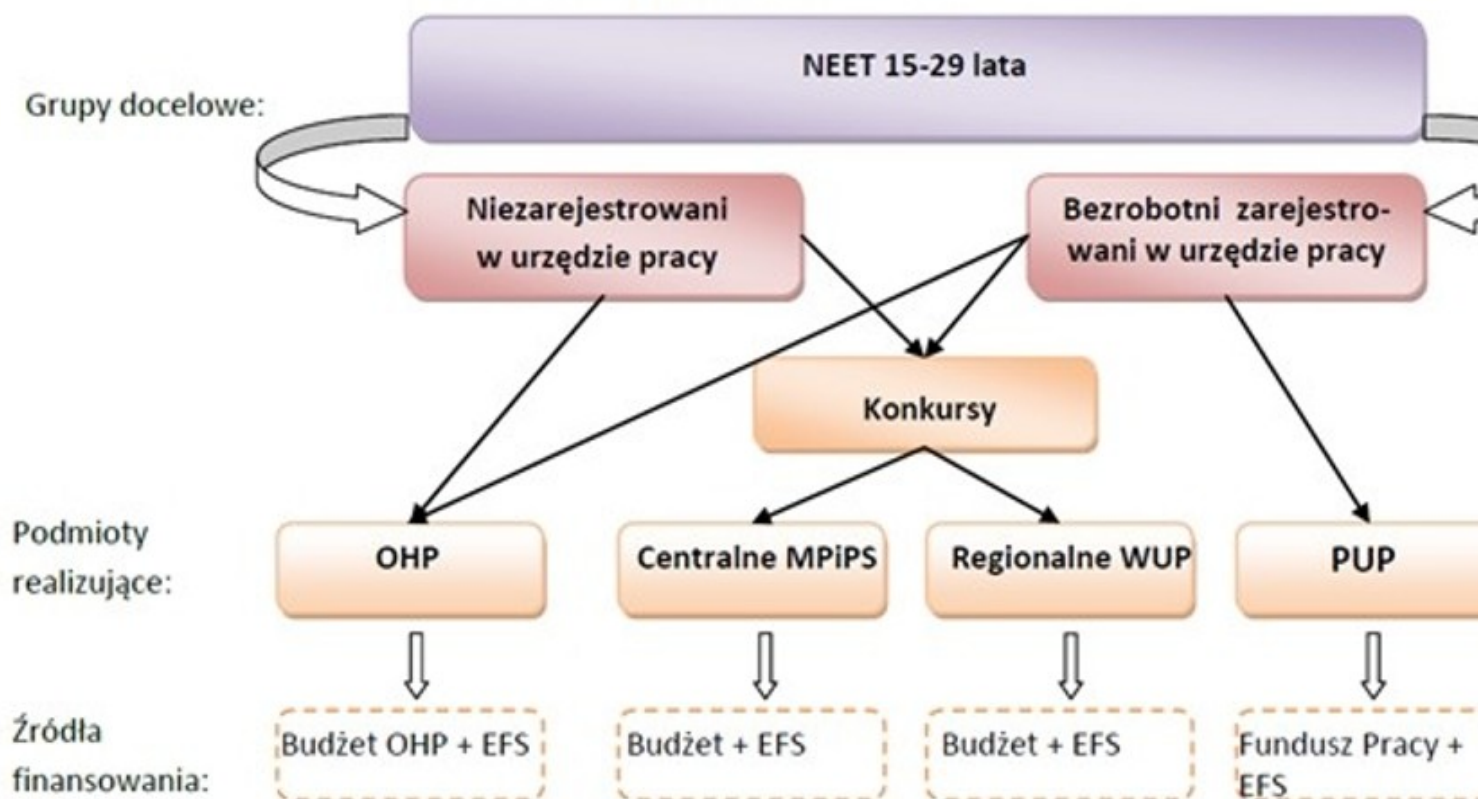 NEET 15-29 lata
Grupy docelowe:
Niezarejestrowani
w urzędzie pracy
Bezrobotni zarejestro-
wani w urzędzie pracy
Konkursy
Podmioty
realizujące:
OHP
Centralne MPiPS
Regionalne WUP
PUP
Źródła
finansowania:
Budżet OHP + EFS
Budżet + EFS
Budżet + EFS
Fundusz Pracy +
EFS